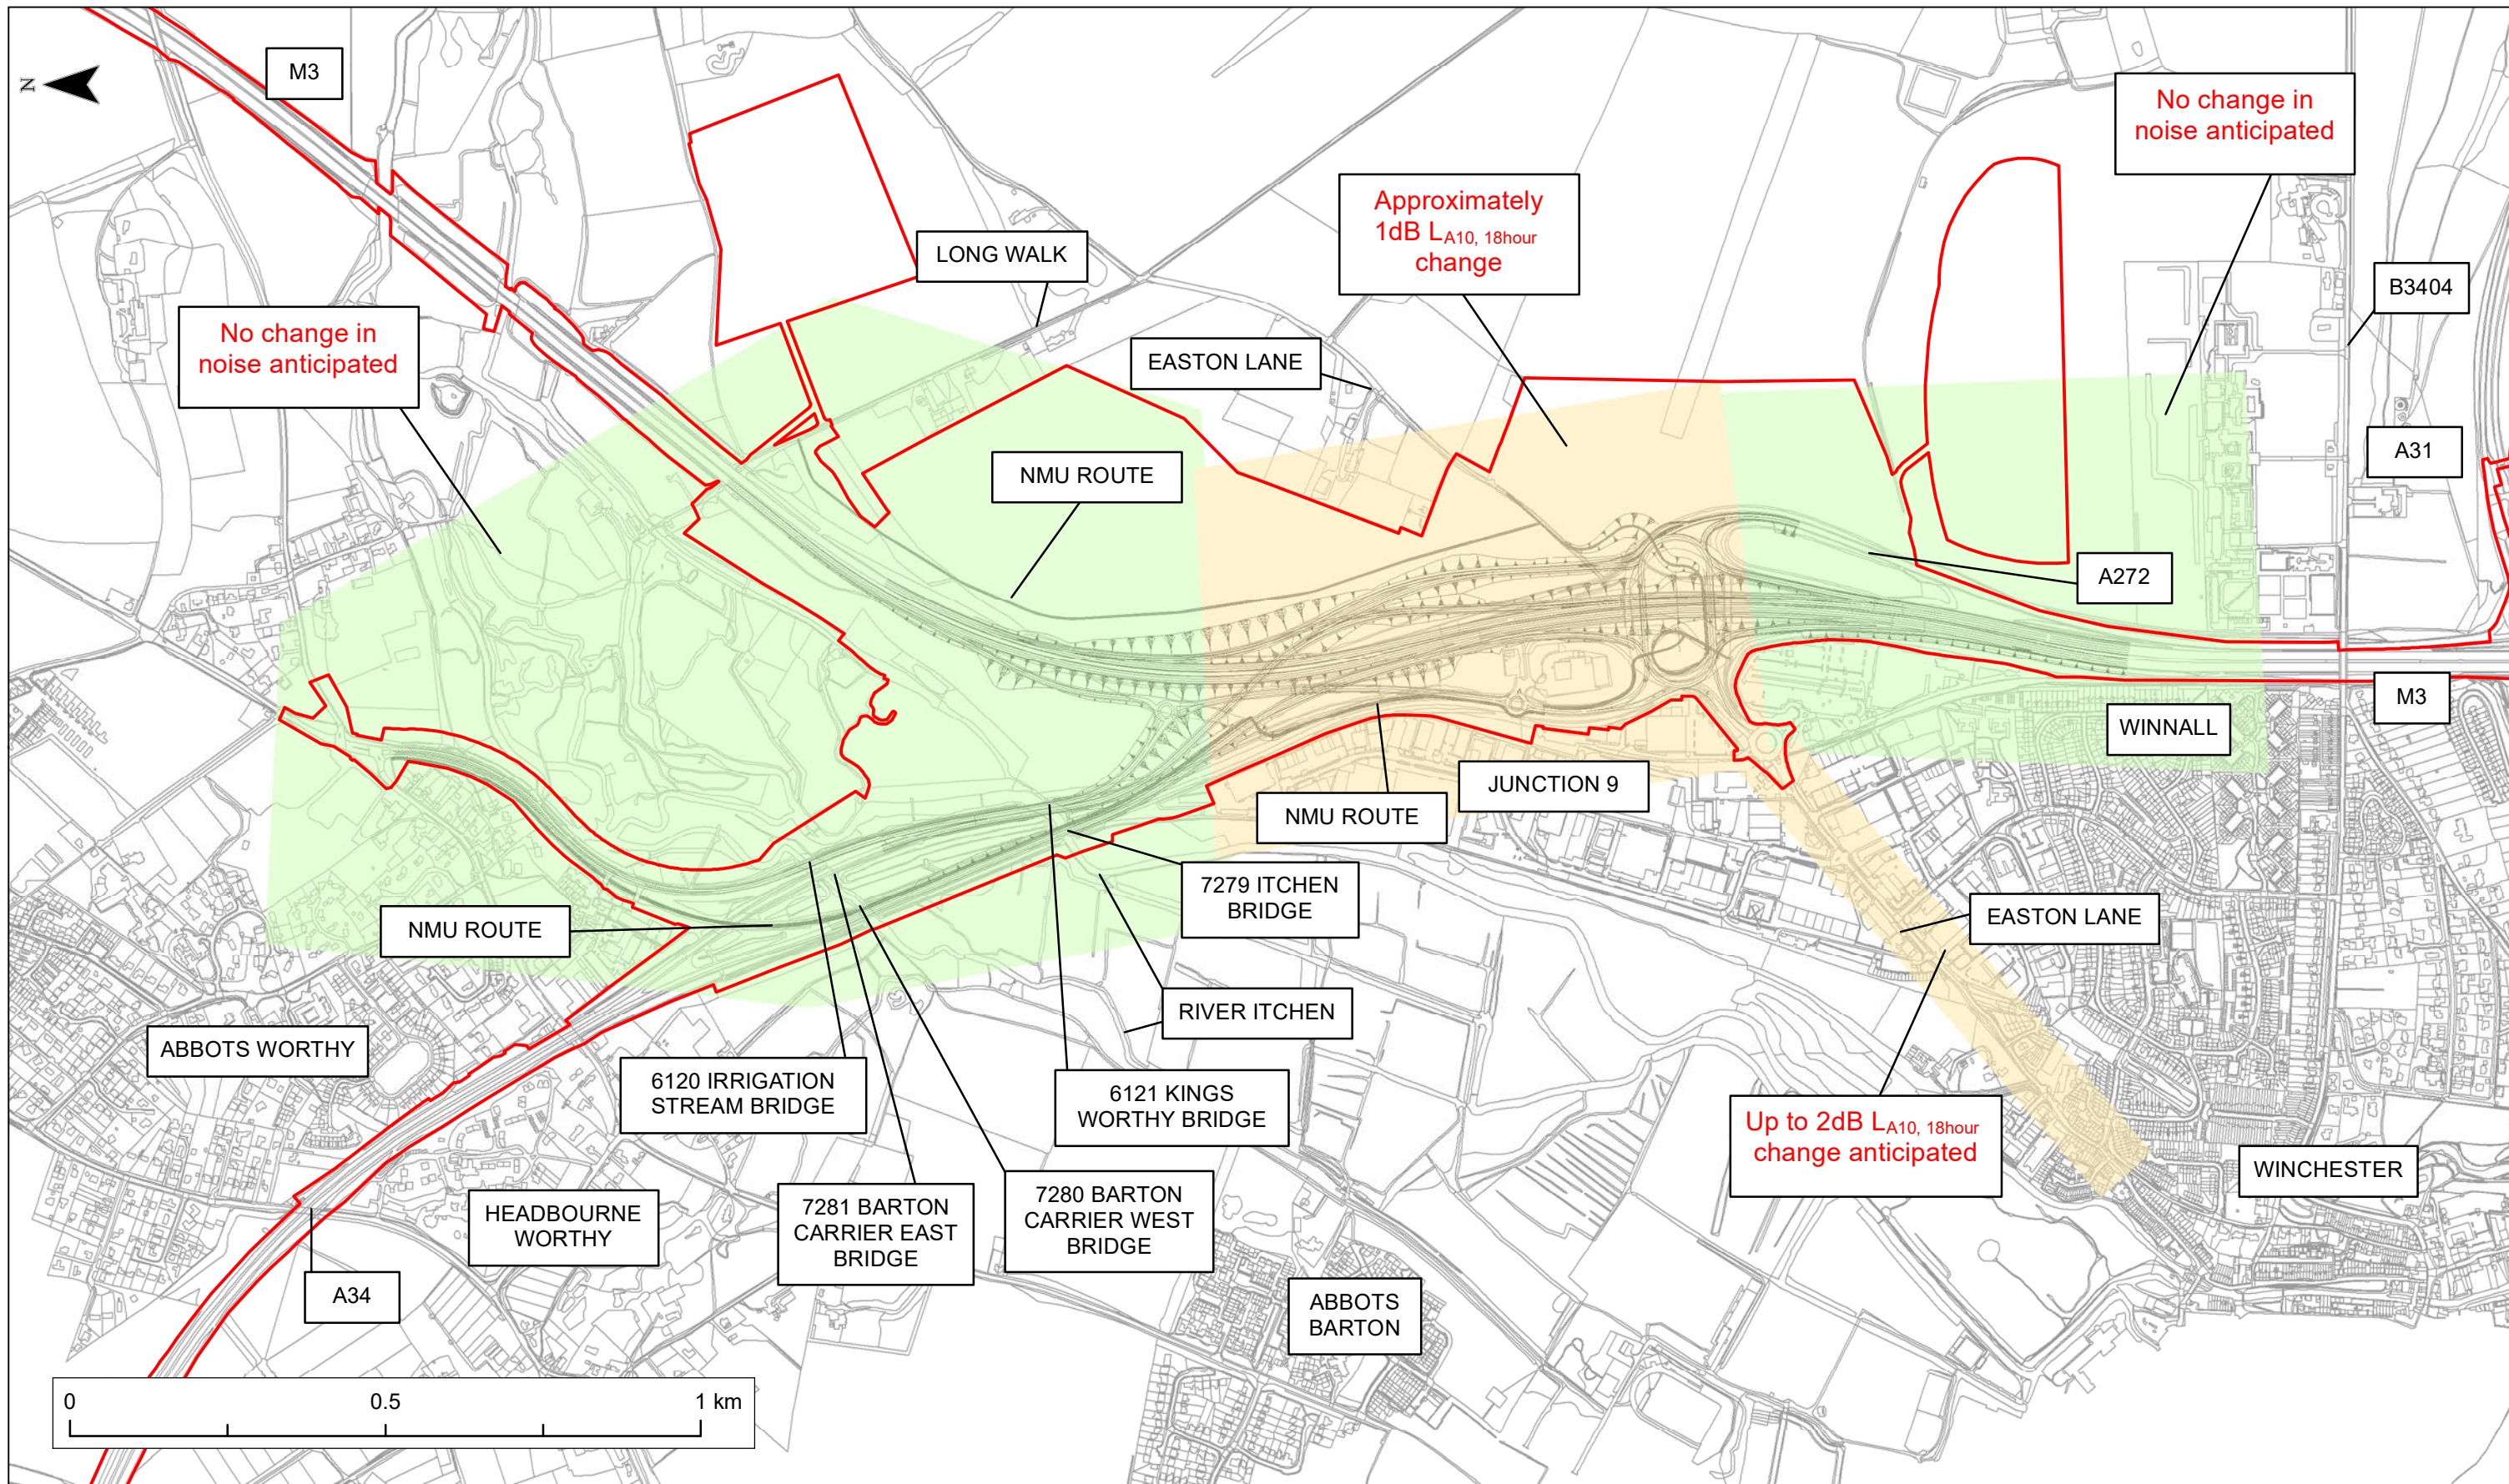 M3
N
No change in
noise anticipated
Approximately
1dB LA10, 18hour
change
LONG WALK
B3404
No change in
noise anticipated
EASTON LANE
A31
NMU ROUTE
A272
M3
WINNALL
JUNCTION 9
NMU ROUTE
7279 ITCHEN
BRIDGE
EASTON LANE
NMU ROUTE
RIVER ITCHEN
ABBOTS WORTHY
6120 IRRIGATION
STREAM BRIDGE
6121 KINGS
WORTHY BRIDGE
Up to 2dB LA10, 18hour
change anticipated
WINCHESTER
HEADBOURNE
WORTHY
7281 BARTON
CARRIER EAST
BRIDGE
7280 BARTON
CARRIER WEST
BRIDGE
A34
ABBOTS
BARTON
0 0.5 1 km